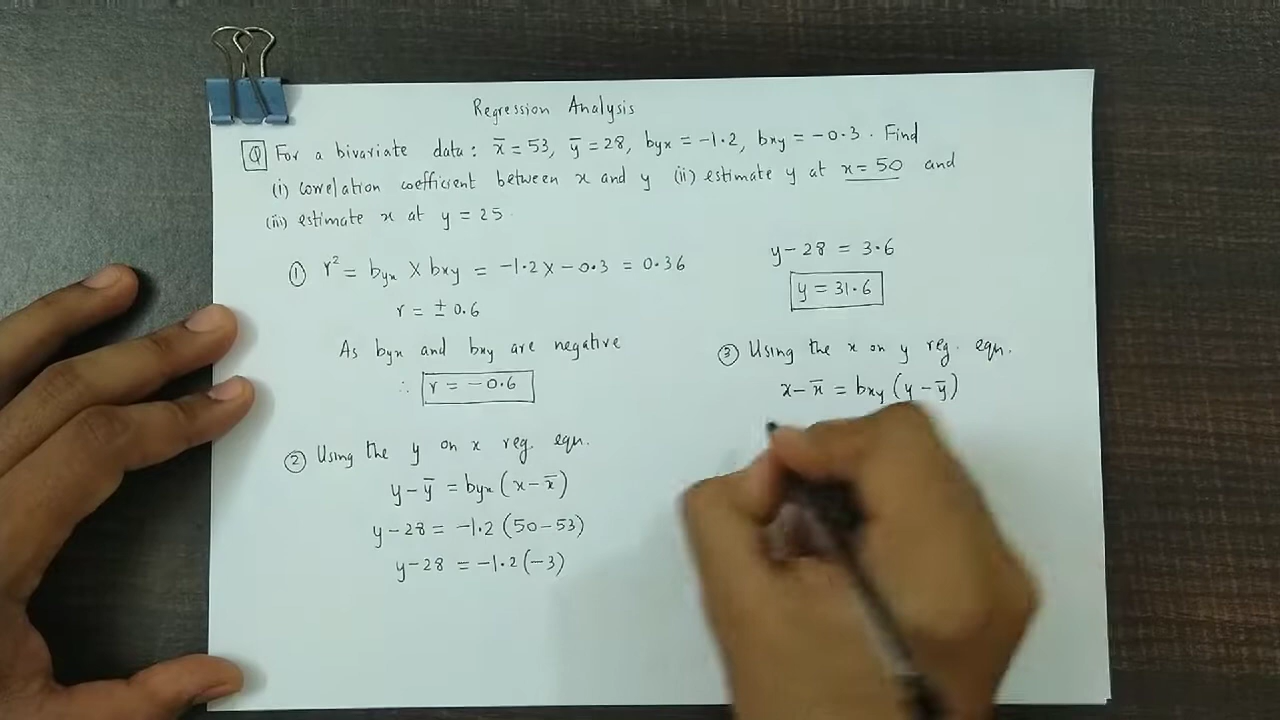 Regression Analysis
Q For a bivariate data: x̄ = 53, ȳ = 28, byx = -1.2, bxy = -0.3. Find
(i) correlation coefficient between x and y (ii) estimate y at x = 50 and
(iii) estimate x at y = 25.
① r² = byx × bxy = -1.2 × -0.3 = 0.36
r = ± 0.6
As byx and bxy are negative
∴ r = -0.6
② Using the y on x reg. eqn.
y - ȳ = byx (x - x̄)
y - 28 = -1.2 (50 - 53)
y - 28 = -1.2 (-3)
y - 28 = 3.6
y = 31.6
③ Using the x on y reg. eqn.
x - x̄ = bxy (y - ȳ)